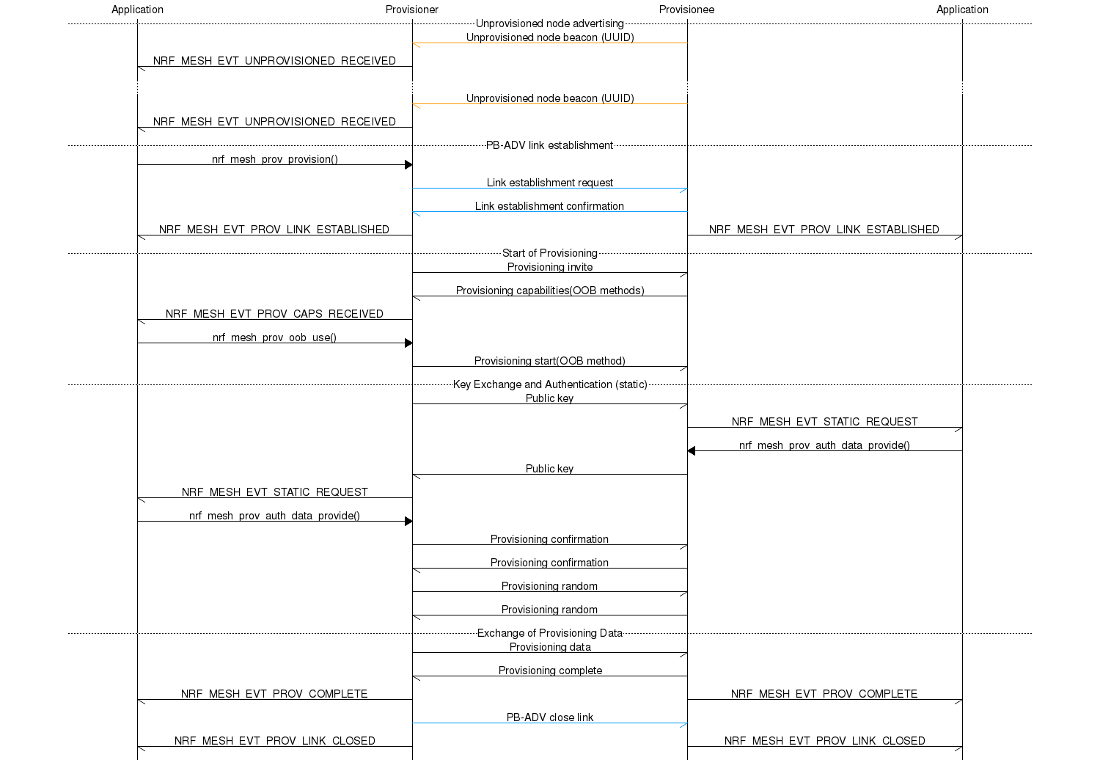 Application Provisioner Provisionee Application
Unprovisioned node advertising
Unprovisioned node beacon (UUID)
NRF_MESH_EVT_UNPROVISIONED_RECEIVED
Unprovisioned node beacon (UUID)
NRF_MESH_EVT_UNPROVISIONED_RECEIVED
PB-ADV link establishment
nrf_mesh_prov_provision()
Link establishment request
Link establishment confirmation
NRF_MESH_EVT_PROV_LINK_ESTABLISHED NRF_MESH_EVT_PROV_LINK_ESTABLISHED
Start of Provisioning
Provisioning invite
Provisioning capabilities(OOB methods)
NRF_MESH_EVT_PROV_CAPS_RECEIVED
nrf_mesh_prov_oob_use()
Provisioning start(OOB method)
Key Exchange and Authentication (static)
Public key
NRF_MESH_EVT_STATIC_REQUEST
nrf_mesh_prov_auth_data_provide()
Public key
NRF_MESH_EVT_STATIC_REQUEST
nrf_mesh_prov_auth_data_provide()
Provisioning confirmation
Provisioning confirmation
Provisioning random
Provisioning random
Exchange of Provisioning Data
Provisioning data
Provisioning complete
NRF_MESH_EVT_PROV_COMPLETE NRF_MESH_EVT_PROV_COMPLETE
PB-ADV close link
NRF_MESH_EVT_PROV_LINK_CLOSED NRF_MESH_EVT_PROV_LINK_CLOSED